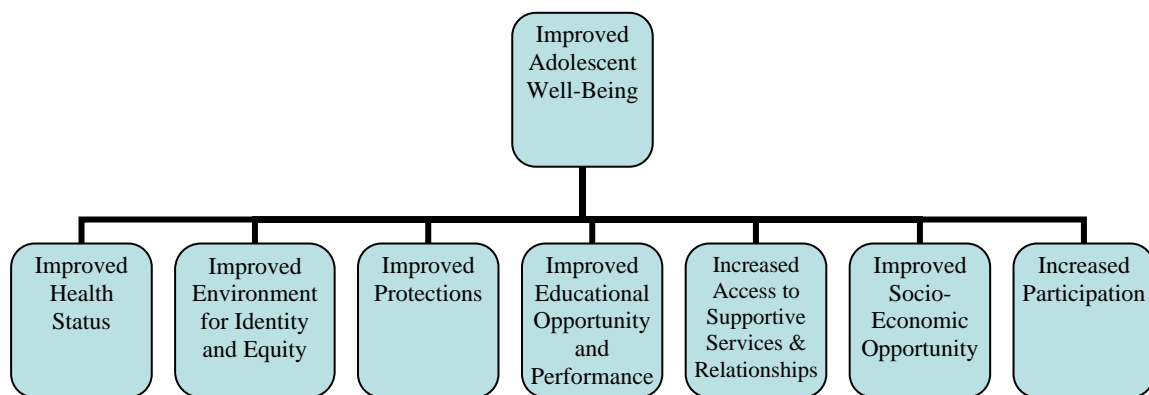 Improved
Adolescent
Well-Being
Improved
Health
Status
Improved
Environment
for Identity
and Equity
Improved
Protections
Improved
Educational
Opportunity
and
Performance
Increased
Access to
Supportive
Services &
Relationships
Improved
Socio-
Economic
Opportunity
Increased
Participation